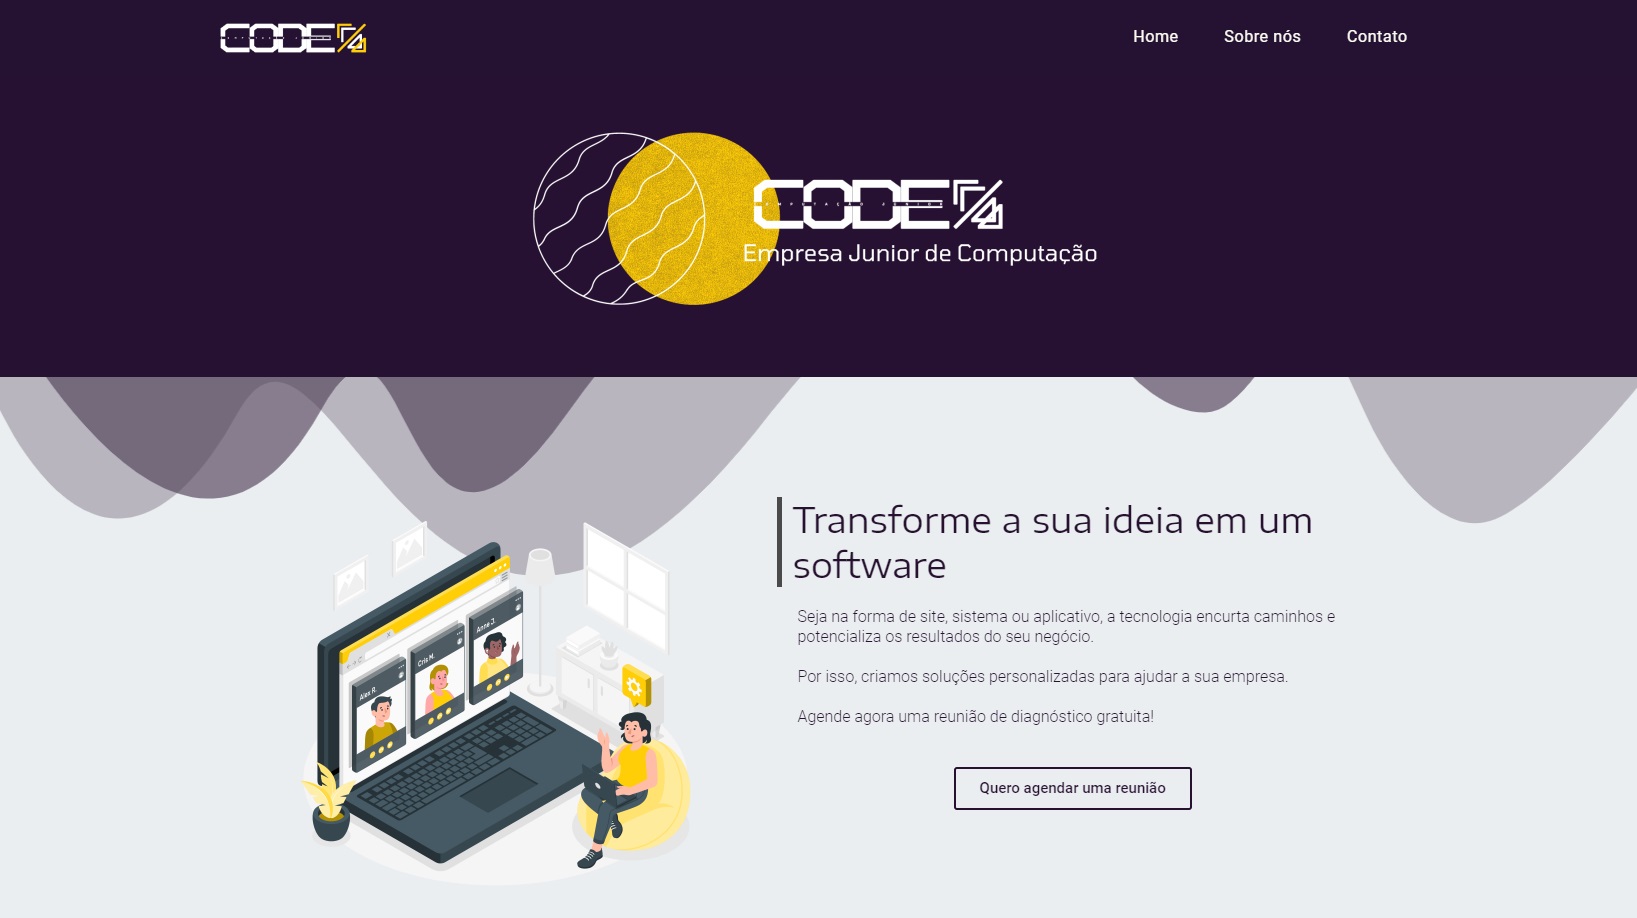 CODE
Home
Sobre nós
Contato
CODE
Empresa Junior de Computação
Transforme a sua ideia em um
software
Seja na forma de site, sistema ou aplicativo, a tecnologia encurta caminhos e
potencializa os resultados do seu negócio.
Por isso, criamos soluções personalizadas para ajudar a sua empresa.
Agende agora uma reunião de diagnóstico gratuita!
Quero agendar uma reunião
Alex R.
Cris M.
Anne J.